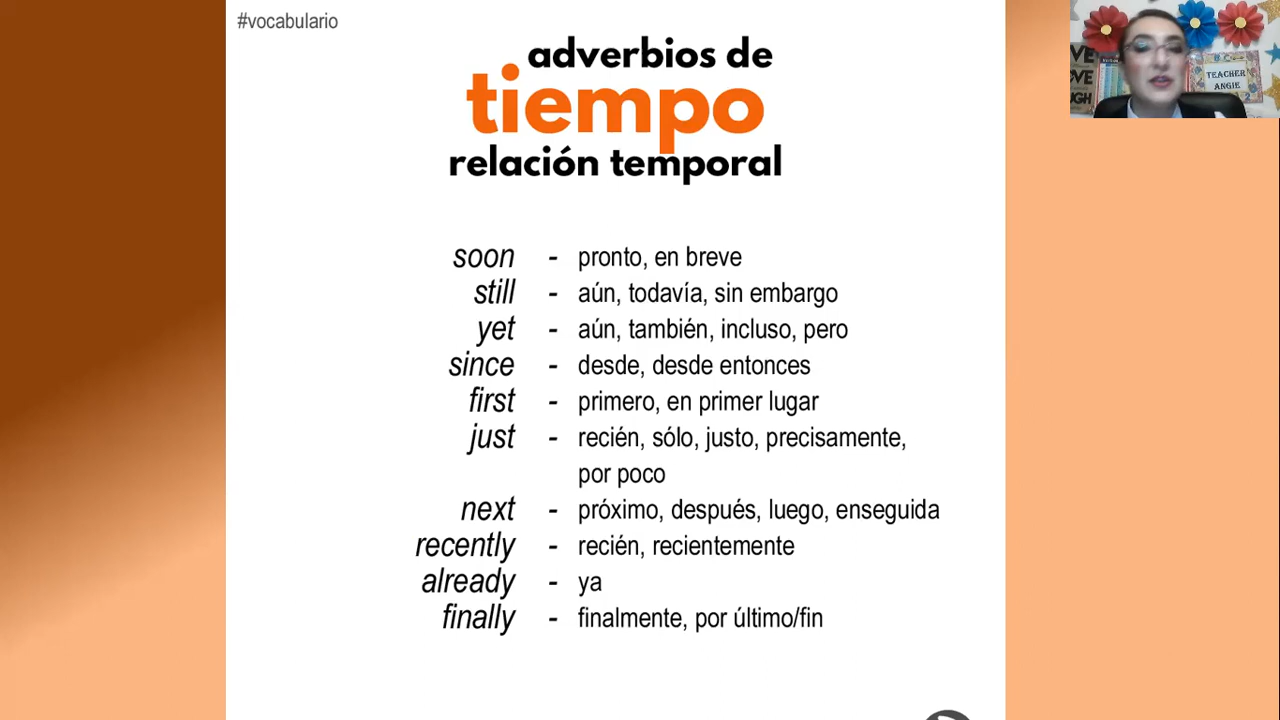 #vocabulario
adverbios de
tiempo
relación temporal
soon - pronto, en breve
still - aún, todavía, sin embargo
yet - aún, también, incluso, pero
since - desde, desde entonces
first - primero, en primer lugar
just - recién, sólo, justo, precisamente,
por poco
next - próximo, después, luego, enseguida
recently - recién, recientemente
already - ya
finally - finalmente, por último/fin
TEACHER
ANGIE